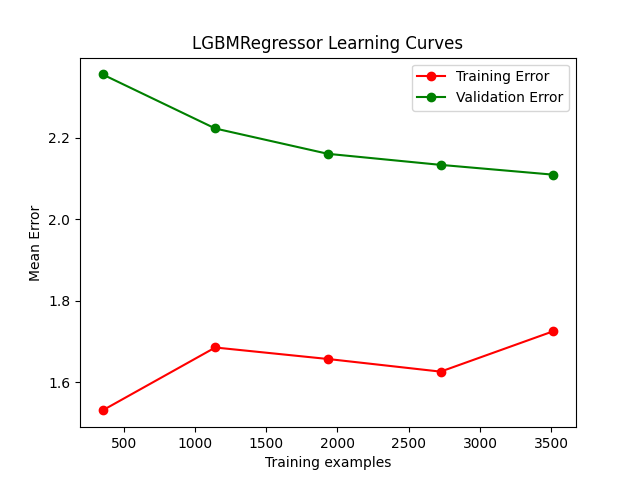 LGBMRegressor Learning Curves
Training Error
Validation Error
Mean Error
2.2
2.0
1.8
1.6
500
1000
1500
2000
2500
3000
3500
Training examples